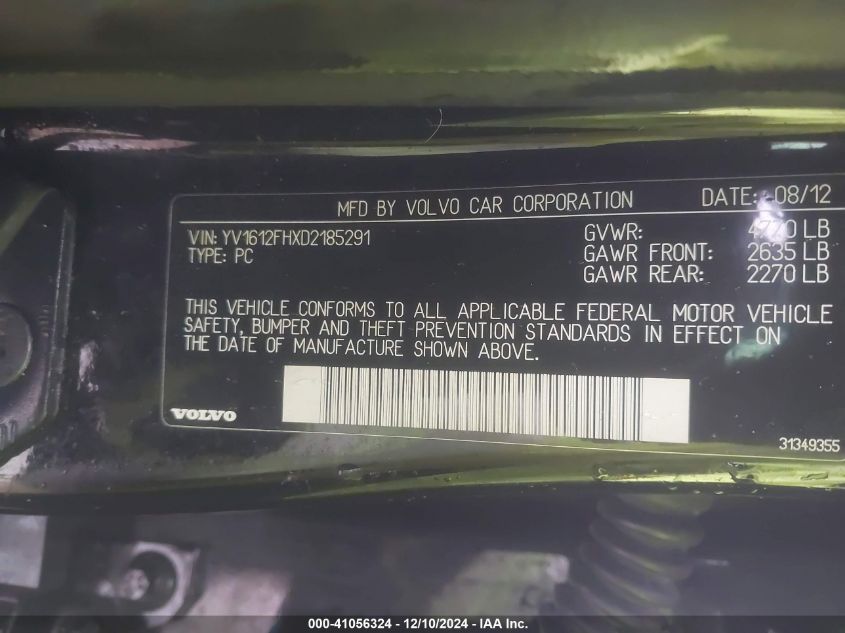 MFD BY VOLVO CAR CORPORATION DATE: 08/12
VIN: YV1612FHXD2185291 GVWR: LB
TYPE: PC GAWR FRONT: 2635 LB
GAWR REAR: 2270 LB
THIS VEHICLE CONFORMS TO ALL APPLICABLE FEDERAL MOTOR VEHICLE
SAFETY, BUMPER AND THEFT PREVENTION STANDARDS IN EFFECT ON
THE DATE OF MANUFACTURE SHOWN ABOVE.
VOLVO
31349355
000-41056324 - 12/10/2024 - IAA Inc.